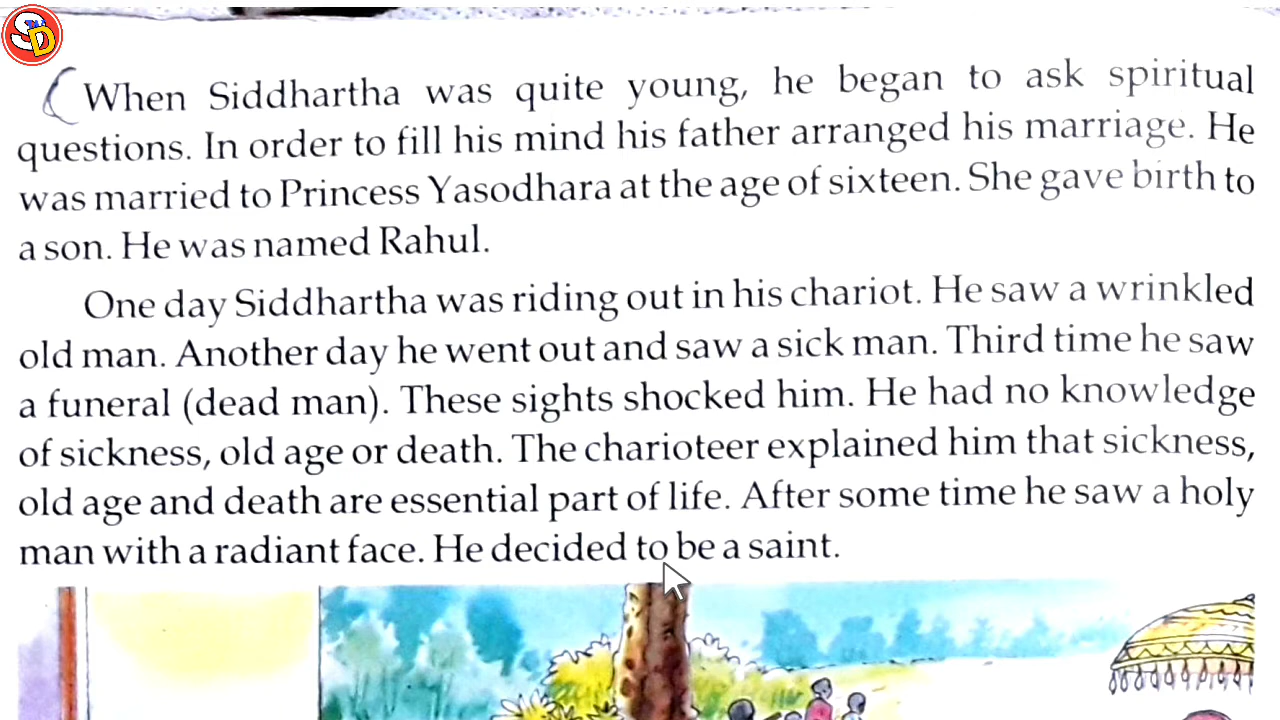 SD
When Siddhartha was quite young, he began to ask spiritual
questions. In order to fill his mind his father arranged his marriage. He
was married to Princess Yasodhara at the age of sixteen. She gave birth to
a son. He was named Rahul.
One day Siddhartha was riding out in his chariot. He saw a wrinkled
old man. Another day he went out and saw a sick man. Third time he saw
a funeral (dead man). These sights shocked him. He had no knowledge
of sickness, old age or death. The charioteer explained him that sickness,
old age and death are essential part of life. After some time he saw a holy
man with a radiant face. He decided to be a saint.